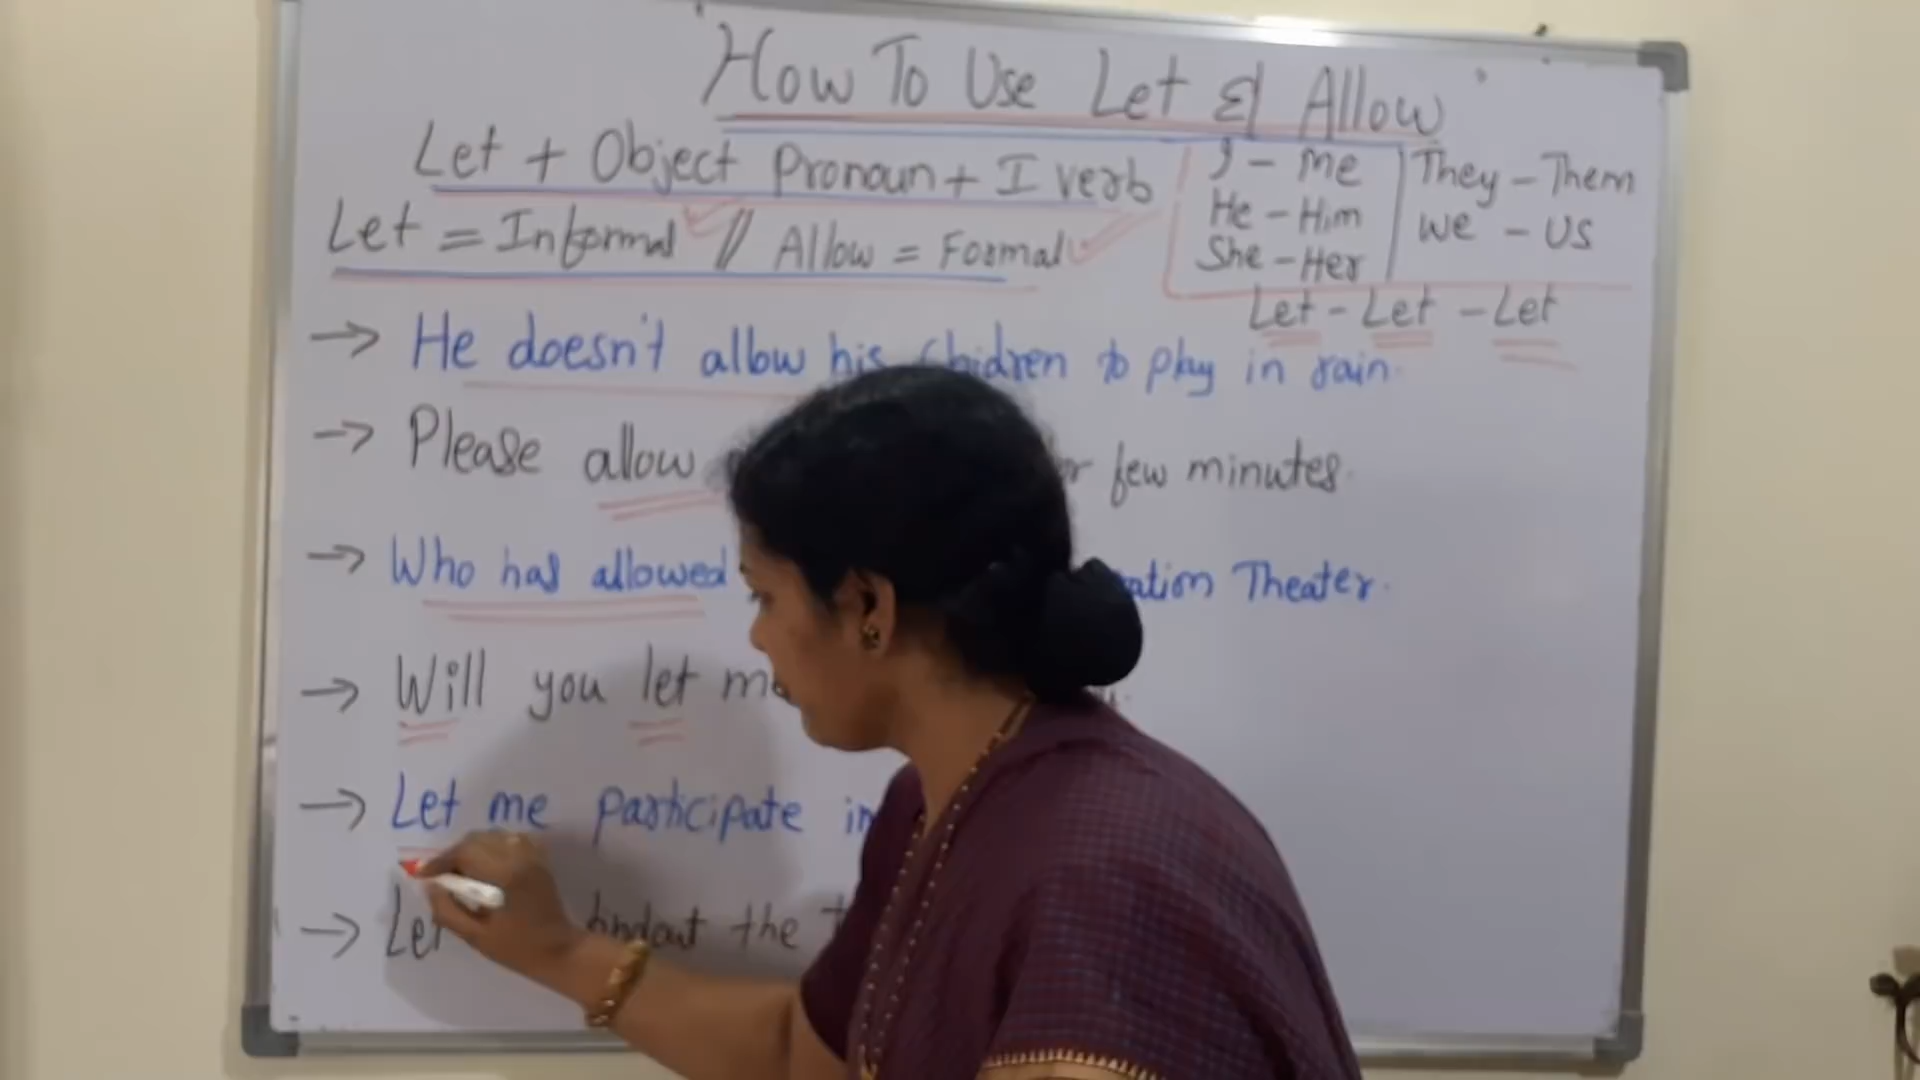 How To Use Let & Allow
Let + Object Pronoun + I verb
Let = Informal // Allow = Formal
I - Me
He - Him
She - Her
They - Them
We - Us
Let - Let - Let
→ He doesn't allow his to play in rain.
→ Please allow few minutes.
→ Who has allowed Theater.
→ Will you let
→ Let me participate in
→ findout the